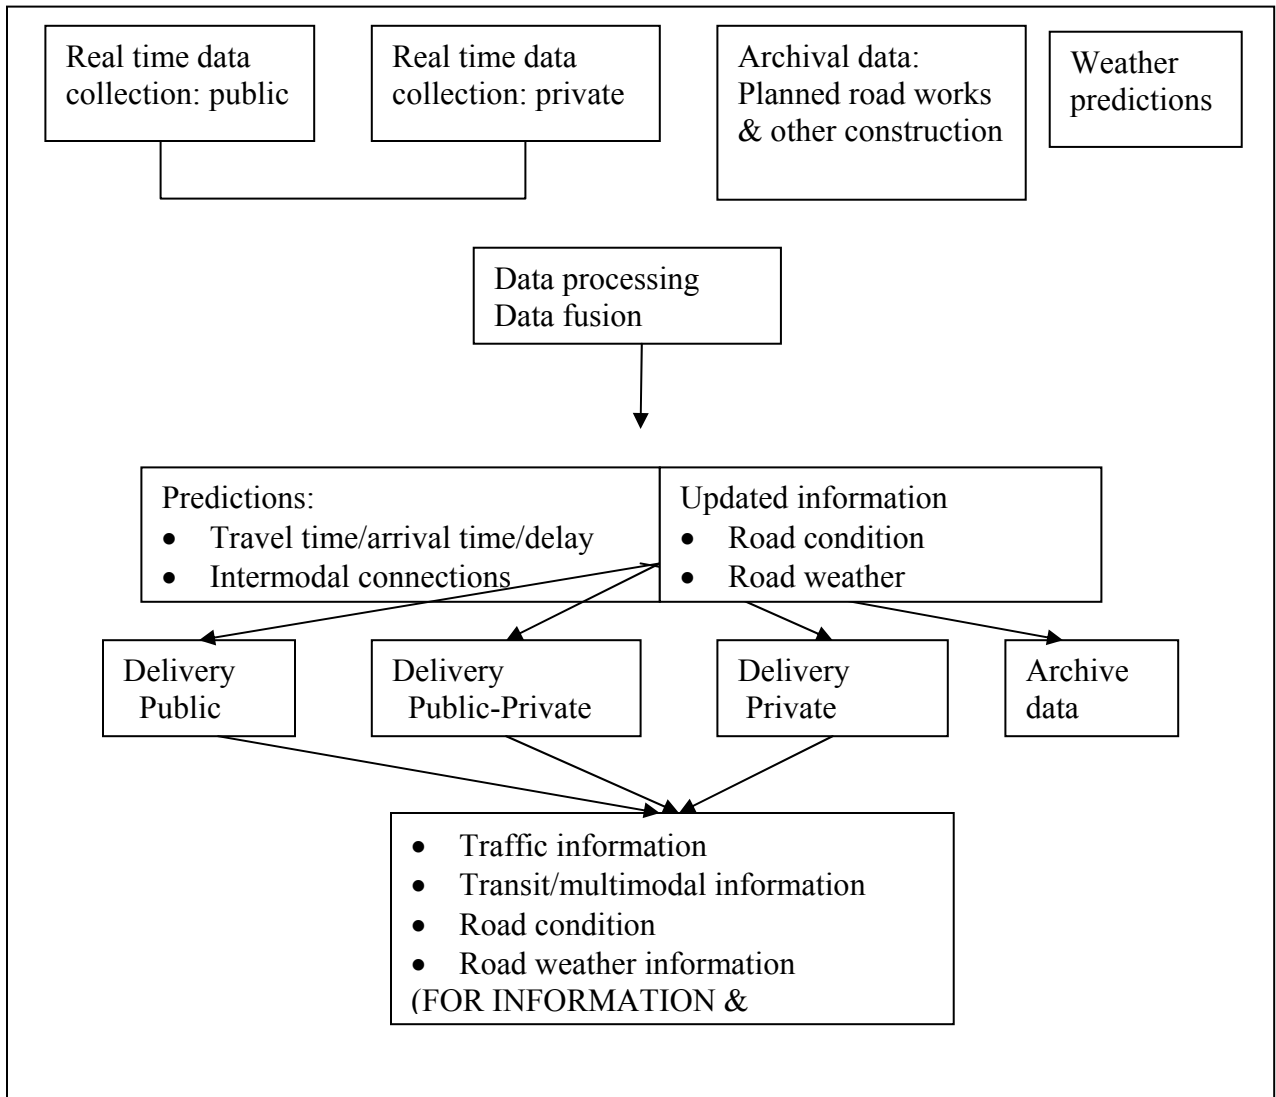 Real time data
collection: public
Real time data
collection: private
Archival data:
Planned road works
& other construction
Weather
predictions
Data processing
Data fusion
Predictions:
• Travel time/arrival time/delay
• Intermodal connections
Updated information
• Road condition
• Road weather
Delivery
Public
Delivery
Public-Private
Delivery
Private
Archive
data
• Traffic information
• Transit/multimodal information
• Road condition
• Road weather information
(FOR INFORMATION &